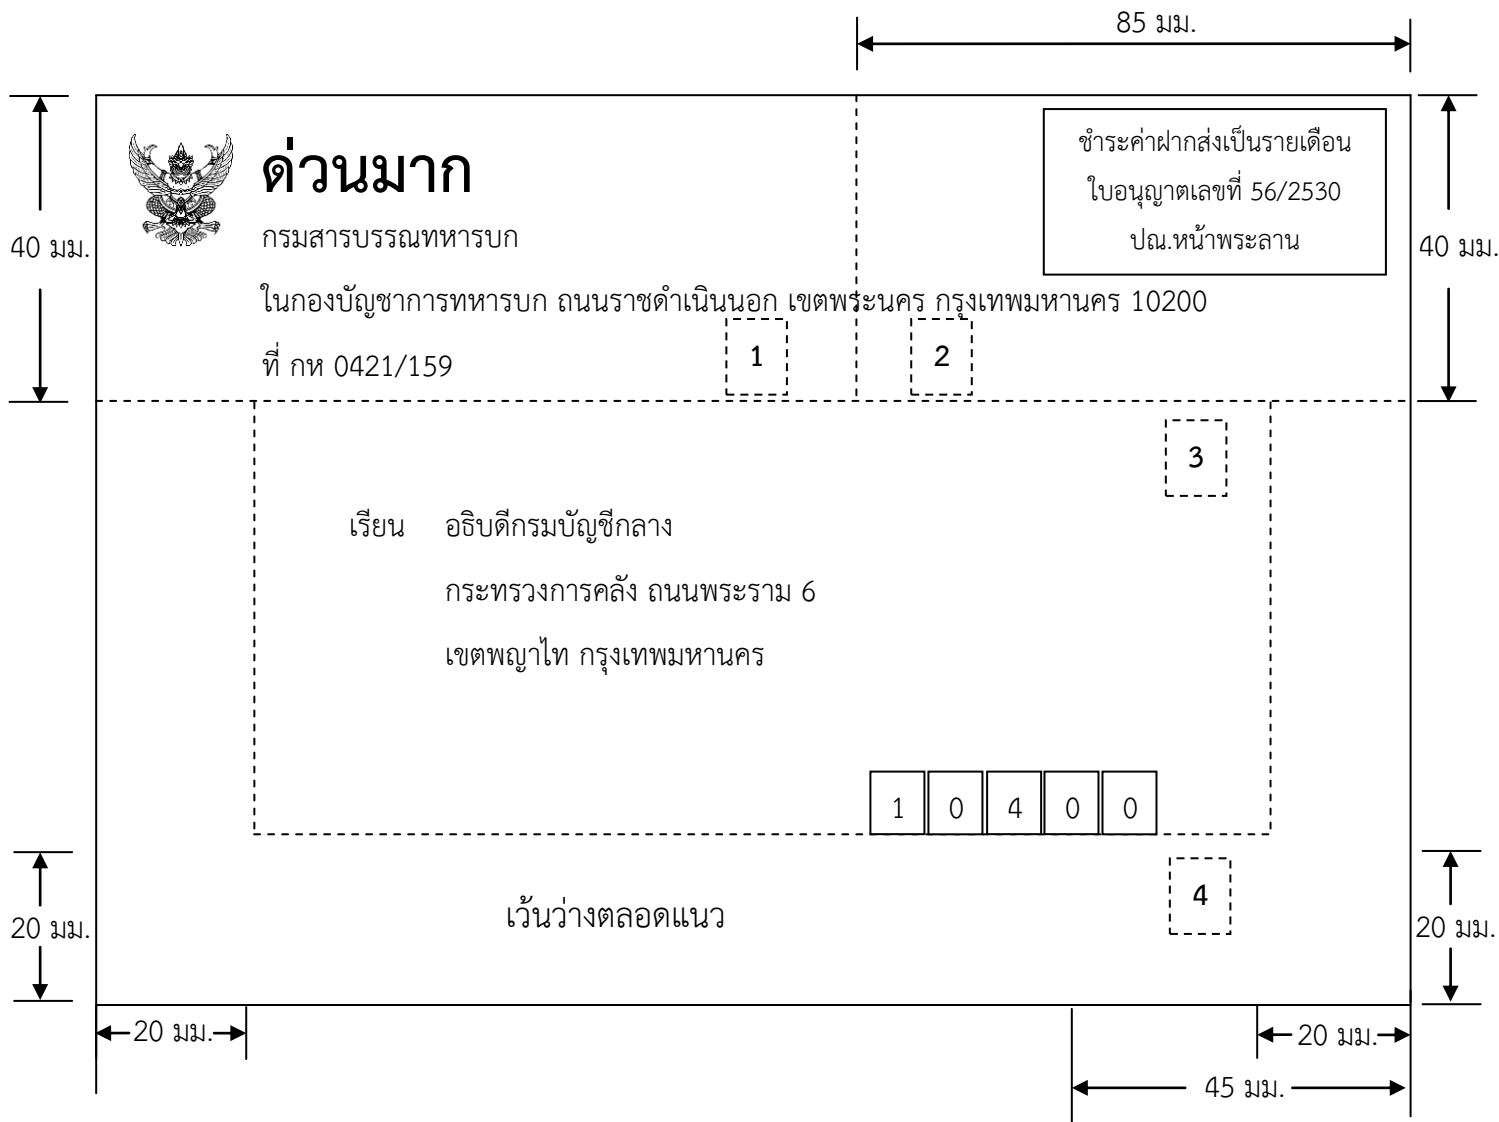 85 มม.
ด่วนมาก
ชำระค่าฝากส่งเป็นรายเดือน
ใบอนุญาตเลขที่ 56/2530
ปณ.หน้าพระลาน
กรมสารบรรณทหารบก
40 มม.
40 มม.
ในกองบัญชาการทหารบก ถนนราชดำเนินนอก เขตพระนคร กรุงเทพมหานคร 10200
ที่ กห 0421/159
1
2
3
เรียน อธิบดีกรมบัญชีกลาง
กระทรวงการคลัง ถนนพระราม 6
เขตพญาไท กรุงเทพมหานคร
1 0 4 0 0
4
เว้นว่างตลอดแนว
20 มม.
20 มม.
20 มม.
20 มม.
45 มม.